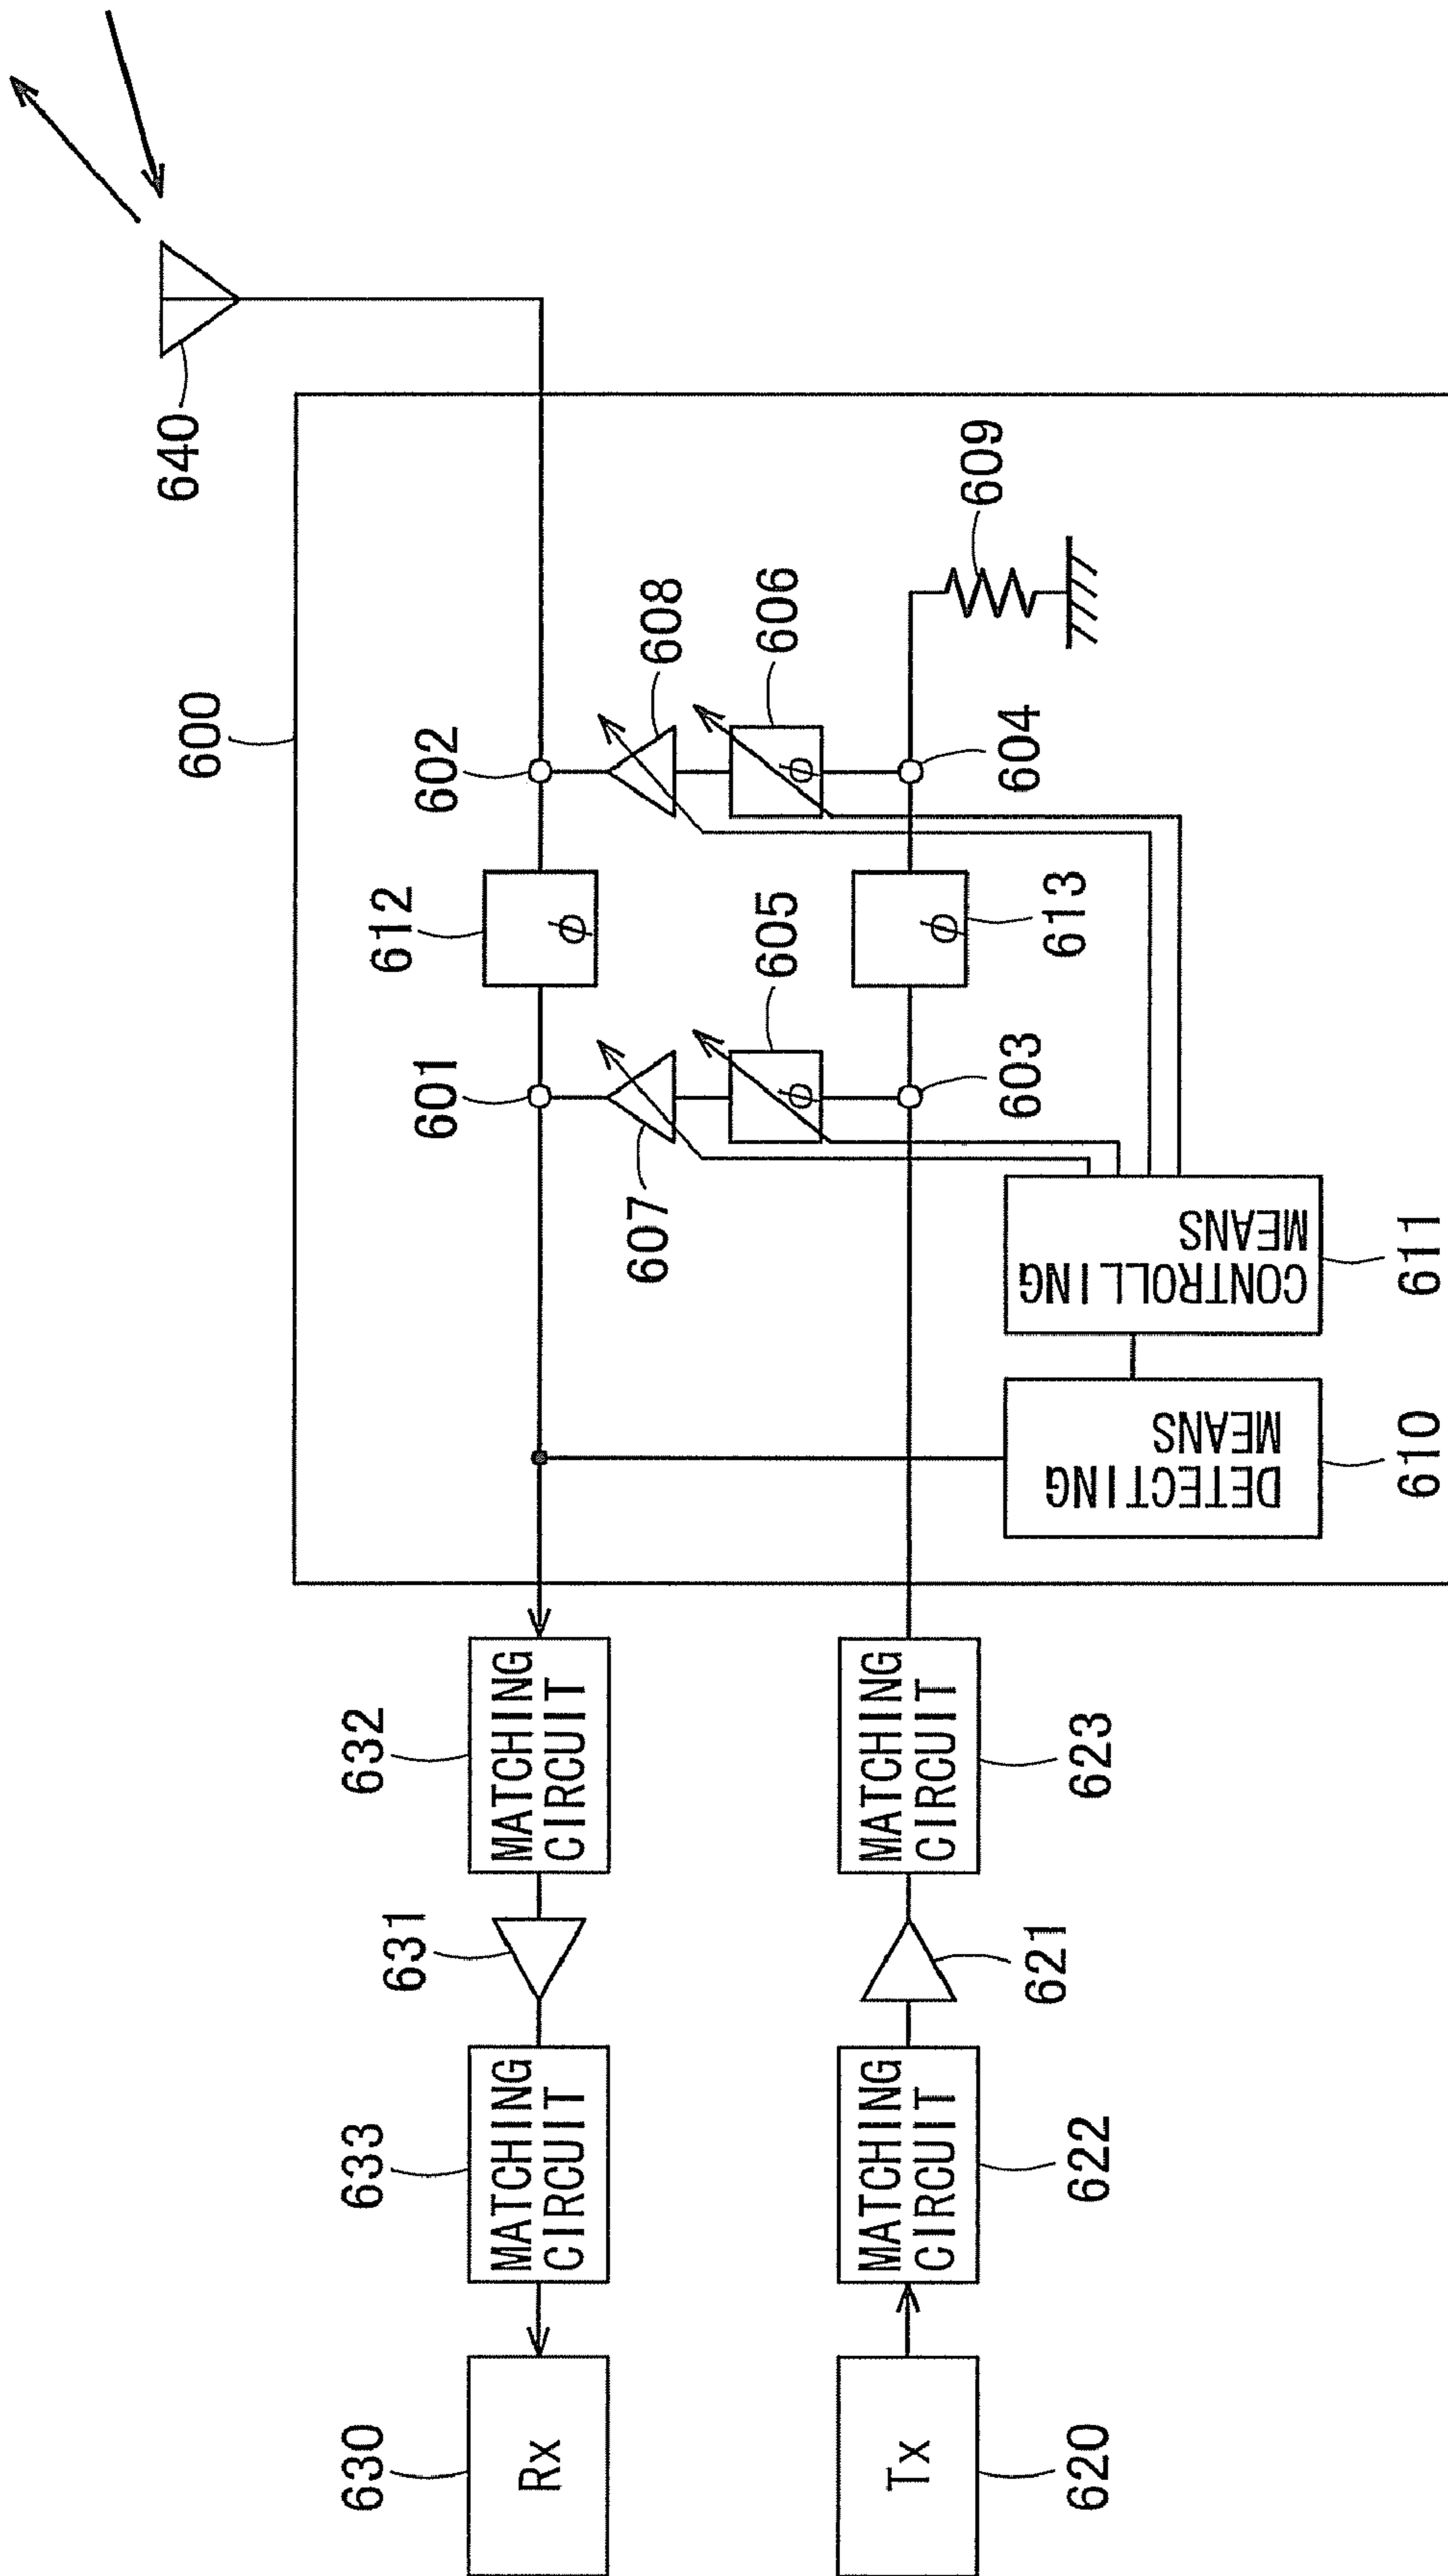 640
600
602
608
606
609
612
604
605
613
601
603
607
CONTROLLING
MEANS
611
DETECTING
MEANS
610
632
MATCHING
CIRCUIT
MATCHING
CIRCUIT
623
631
621
633
MATCHING
CIRCUIT
MATCHING
CIRCUIT
622
630
Rx
Tx
620
ϕ
ϕ
ϕ
ϕ